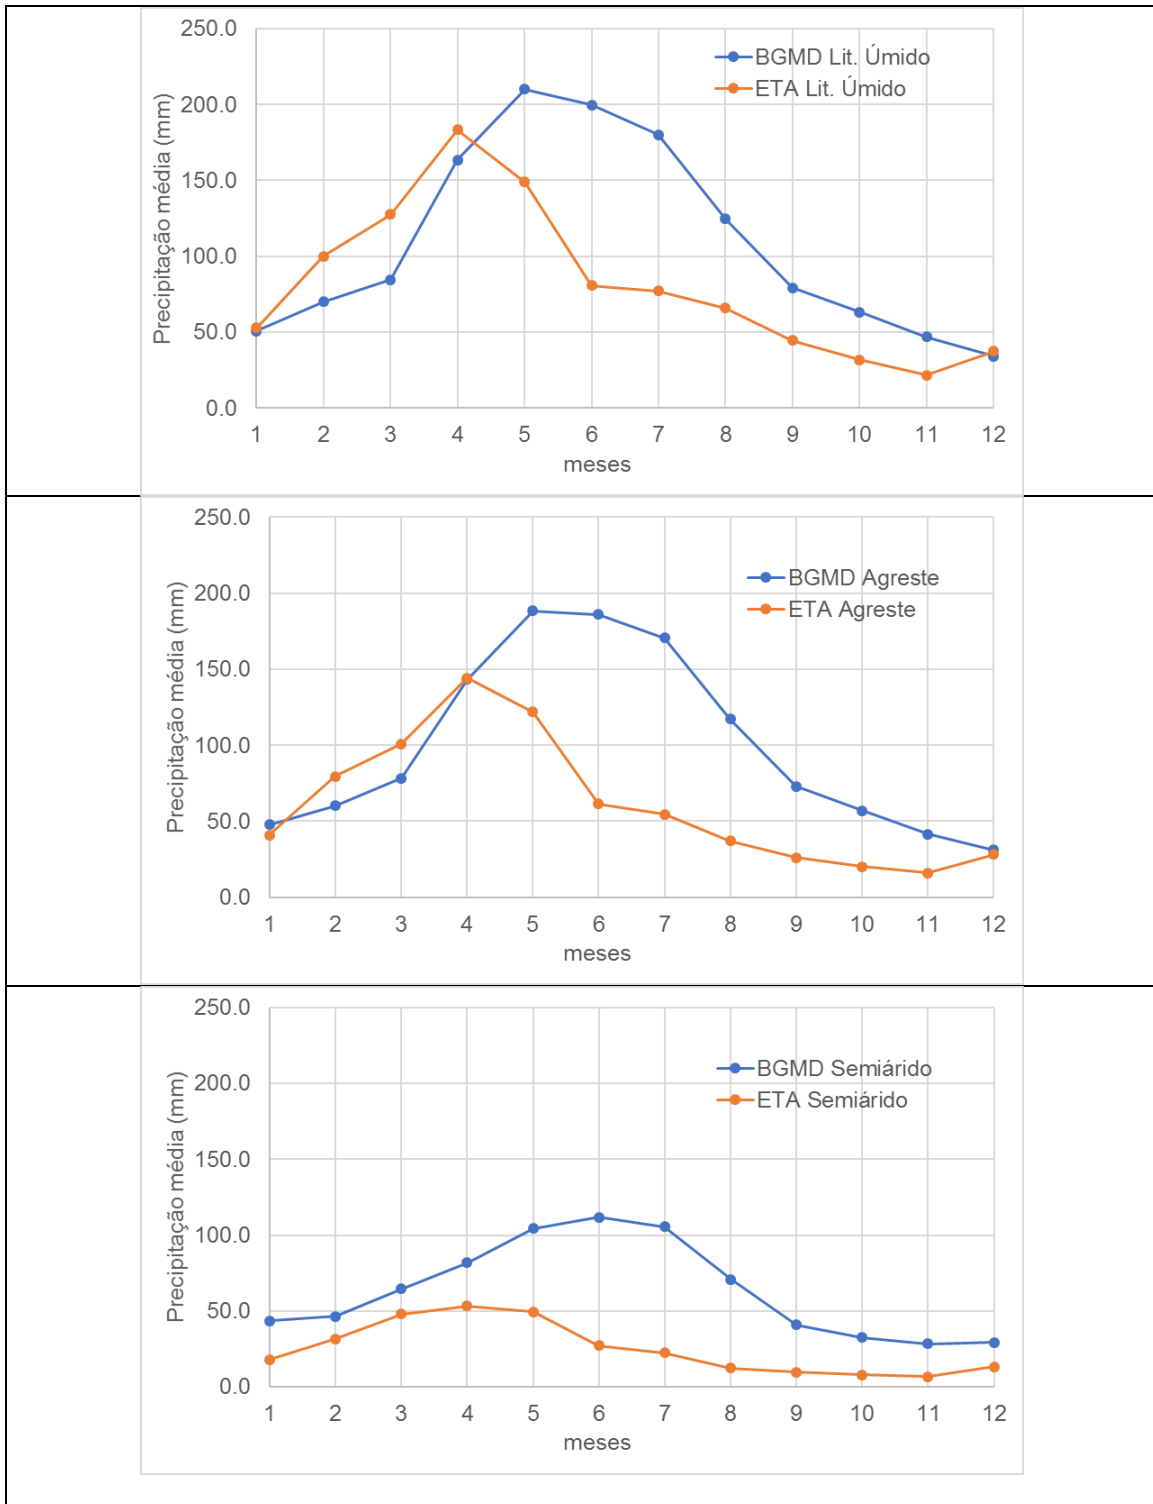 250.0
200.0
150.0
100.0
50.0
0.0
Precipitação média (mm)
BGMD Lit. Úmido
ETA Lit. Úmido
1 2 3 4 5 6 7 8 9 10 11 12
meses
250.0
200.0
150.0
100.0
50.0
0.0
Precipitação média (mm)
BGMD Agreste
ETA Agreste
1 2 3 4 5 6 7 8 9 10 11 12
meses
250.0
200.0
150.0
100.0
50.0
0.0
Precipitação média (mm)
BGMD Semiárido
ETA Semiárido
1 2 3 4 5 6 7 8 9 10 11 12
meses